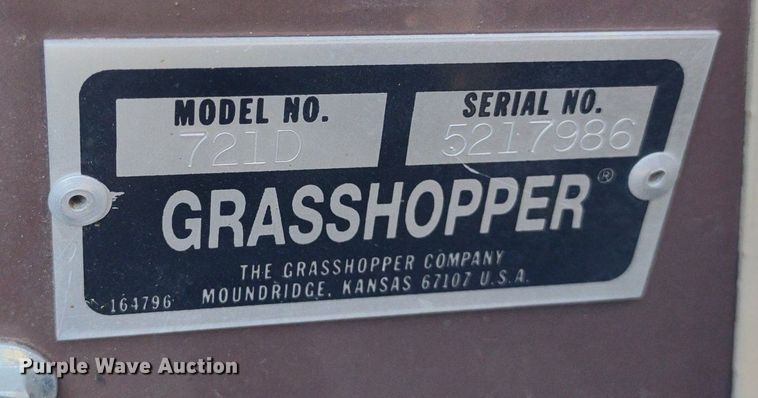 MODEL NO.
721D
SERIAL NO.
5217986
GRASSHOPPER®
THE GRASSHOPPER COMPANY
MOUNDRIDGE, KANSAS 67107 U.S.A.
164796
Purple Wave Auction